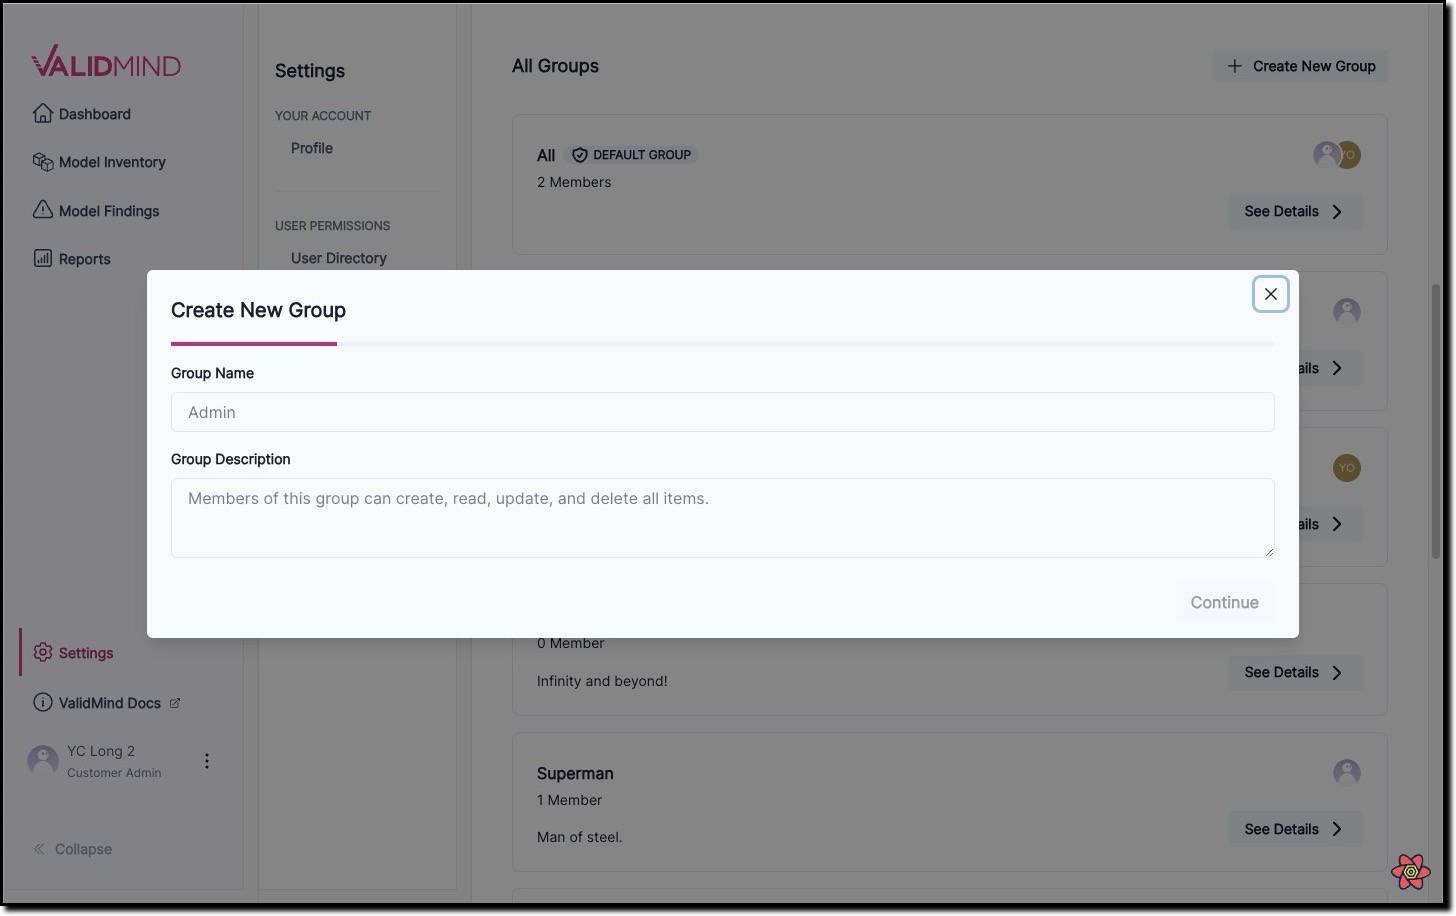 VALIDMIND
Dashboard
Model Inventory
Model Findings
Reports
Settings
ValidMind Docs
YC Long 2
Customer Admin
Collapse
Settings
YOUR ACCOUNT
Profile
USER PERMISSIONS
User Directory
All Groups
Create New Group
All DEFAULT GROUP
YO
2 Members
See Details
ails
YO
ails
Create New Group
Group Name
Admin
Group Description
Members of this group can create, read, update, and delete all items.
Continue
0 Member
See Details
Infinity and beyond!
Superman
1 Member
See Details
Man of steel.